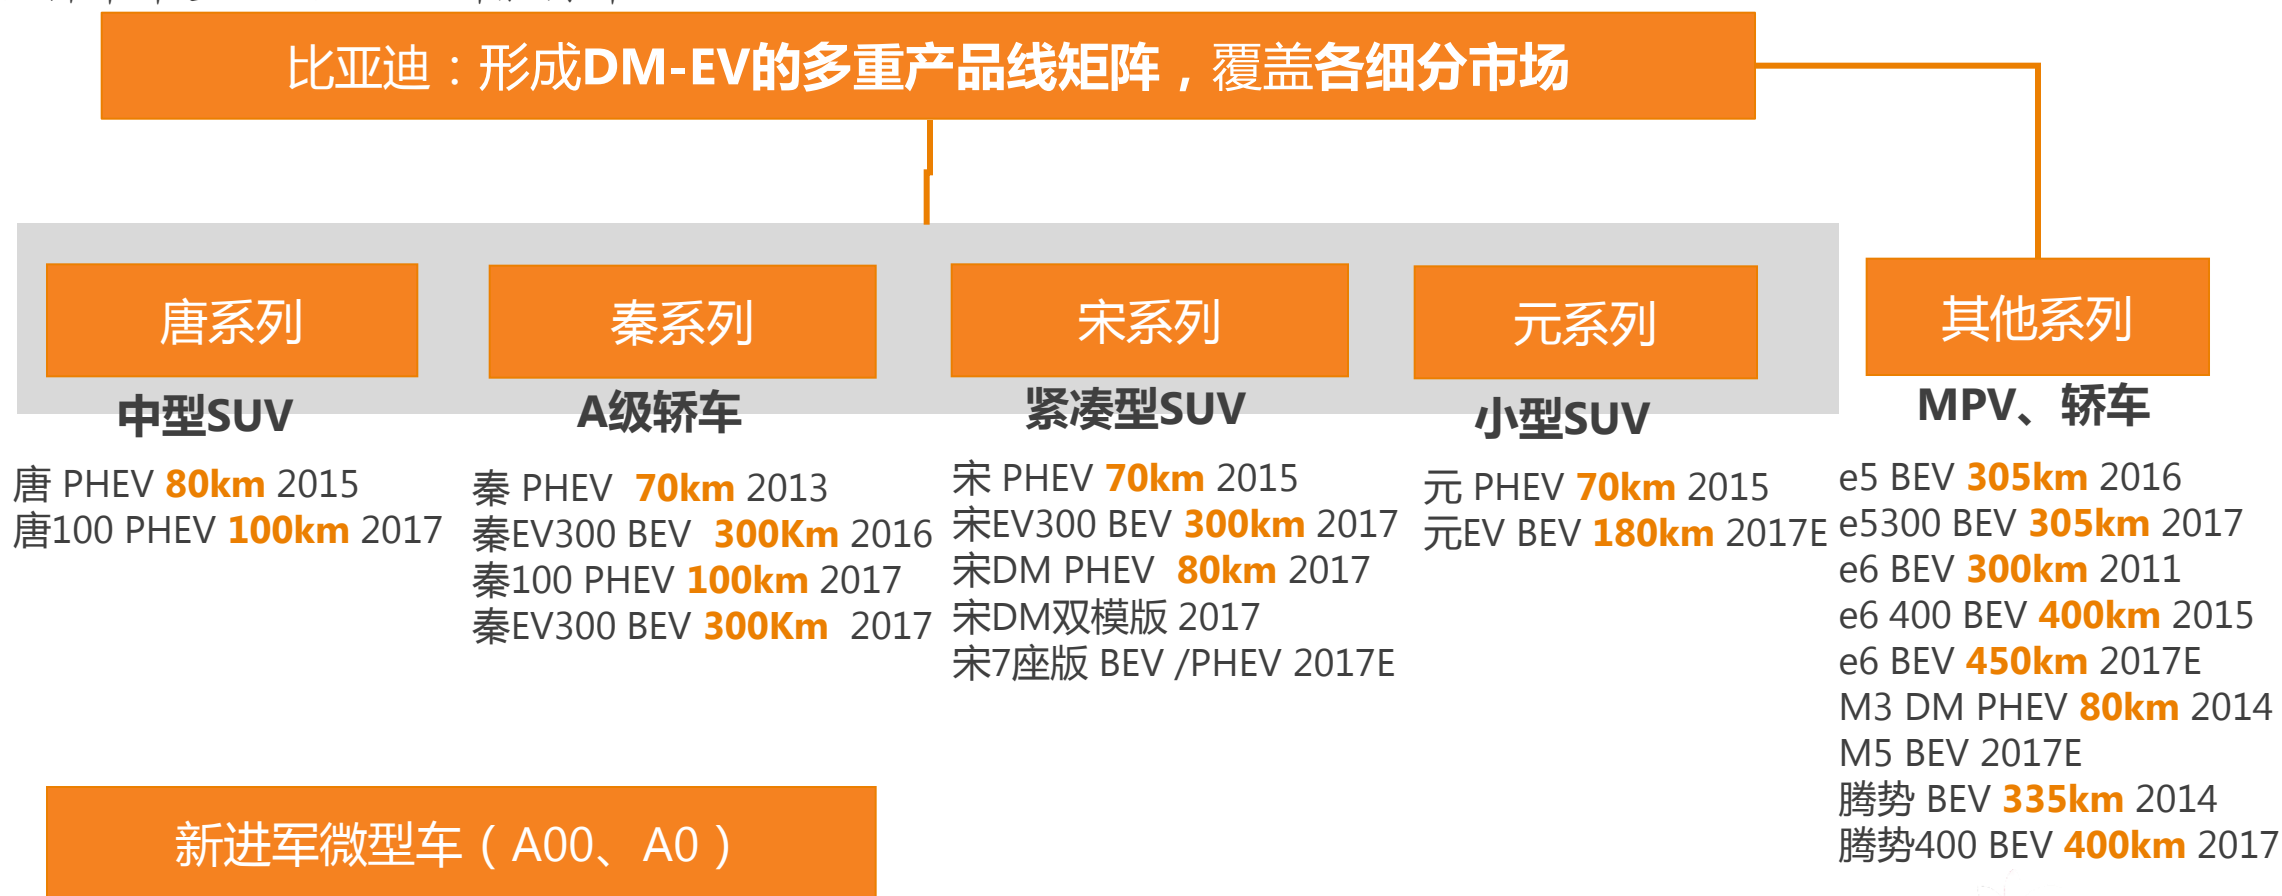 比亚迪：形成DM-EV的多重产品线矩阵，覆盖各细分市场
唐系列
中型SUV
唐 PHEV 80km 2015
唐100 PHEV 100km 2017
秦系列
A级轿车
秦 PHEV 70km 2013
秦EV300 BEV 300Km 2016
秦100 PHEV 100km 2017
秦EV300 BEV 300Km 2017
宋系列
紧凑型SUV
宋 PHEV 70km 2015
宋EV300 BEV 300km 2017
宋DM PHEV 80km 2017
宋DM双模版 2017
宋7座版 BEV /PHEV 2017E
元系列
小型SUV
元 PHEV 70km 2015
元EV BEV 180km 2017E
其他系列
MPV、轿车
e5 BEV 305km 2016
e5300 BEV 305km 2017
e6 BEV 300km 2011
e6 400 BEV 400km 2015
e6 BEV 450km 2017E
M3 DM PHEV 80km 2014
M5 BEV 2017E
腾势 BEV 335km 2014
腾势400 BEV 400km 2017
新进军微型车（A00、A0）